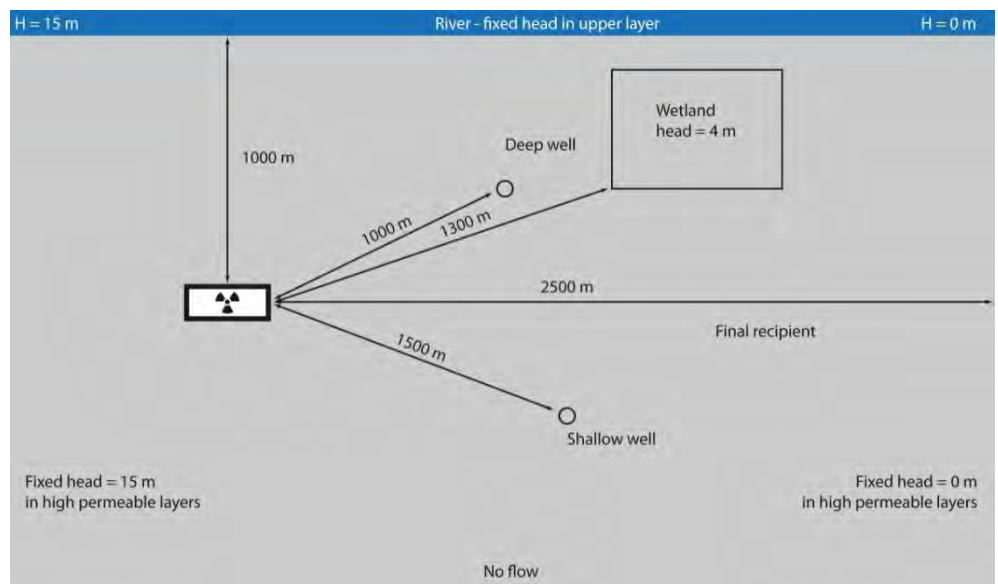 H = 15 m
River - fixed head in upper layer
H = 0 m
Wetland
head = 4 m
Deep well
1000 m
1000 m
1300 m
2500 m
Final recipient
1500 m
Shallow well
Fixed head = 15 m
in high permeable layers
Fixed head = 0 m
in high permeable layers
No flow